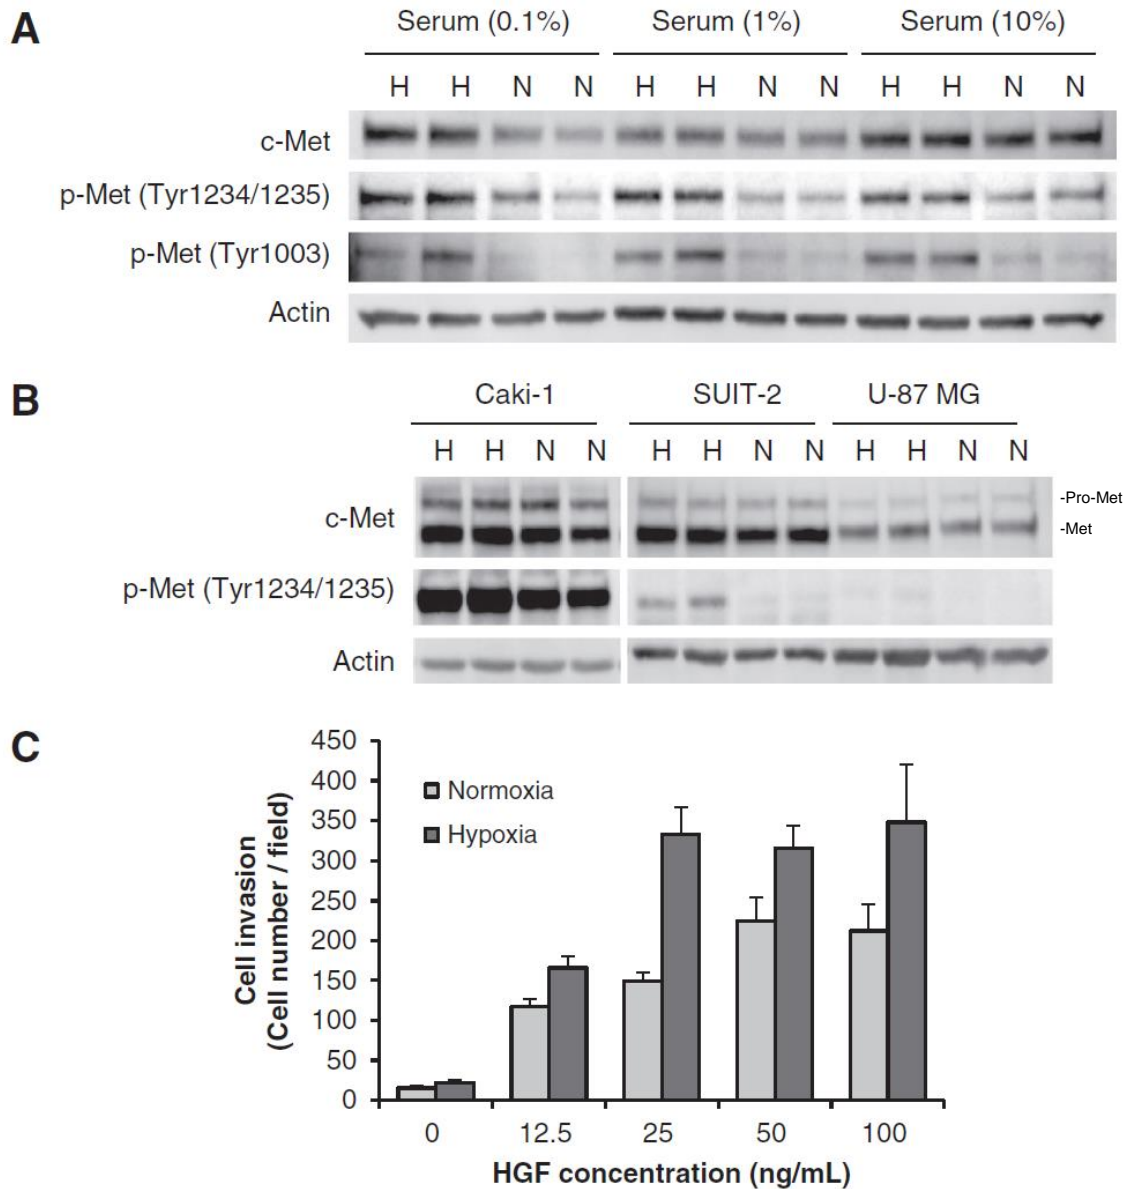 A
Serum (0.1%) Serum (1%) Serum (10%)
H H N N H H N N H H N N
c-Met
p-Met (Tyr1234/1235)
p-Met (Tyr1003)
Actin
B
Caki-1 SUIT-2 U-87 MG
H H N N H H N N H H N N
c-Met
-Pro-Met
-Met
p-Met (Tyr1234/1235)
Actin
C
Cell invasion
(Cell number / field)
450
400
350
300
250
200
150
100
50
0
Normoxia
Hypoxia
0 12.5 25 50 100
HGF concentration (ng/mL)